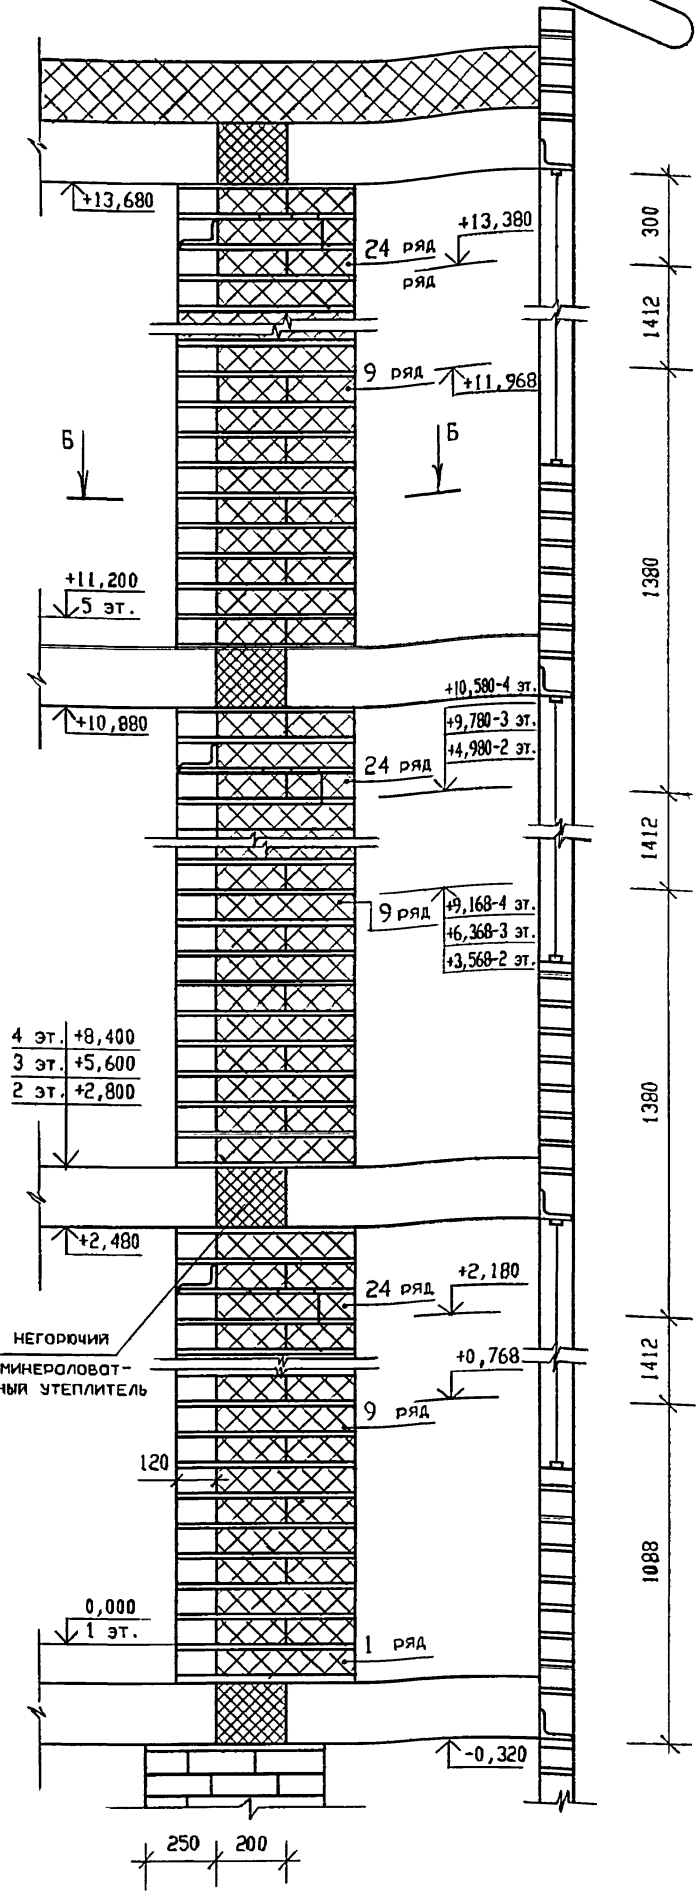 +13,680
+13,380
24 ряд
ряд
300
1412
9 ряд
+11,968
Б
Б
1380
+11,200
5 эт.
+10,880
+10,580-4 эт.
+9,780-3 эт.
+4,980-2 эт.
24 ряд
1412
9 ряд
+9,168-4 эт.
+6,368-3 эт.
+3,568-2 эт.
4 эт. +8,400
3 эт. +5,600
2 эт. +2,800
1380
+2,480
24 ряд
+2,180
НЕГОРЮЧИЙ
МИНЕРАЛОВАТ-
НЫЙ УТЕПЛИТЕЛЬ
+0,768
1412
9 ряд
120
1088
0,000
1 эт.
1 ряд
-0,320
250
200